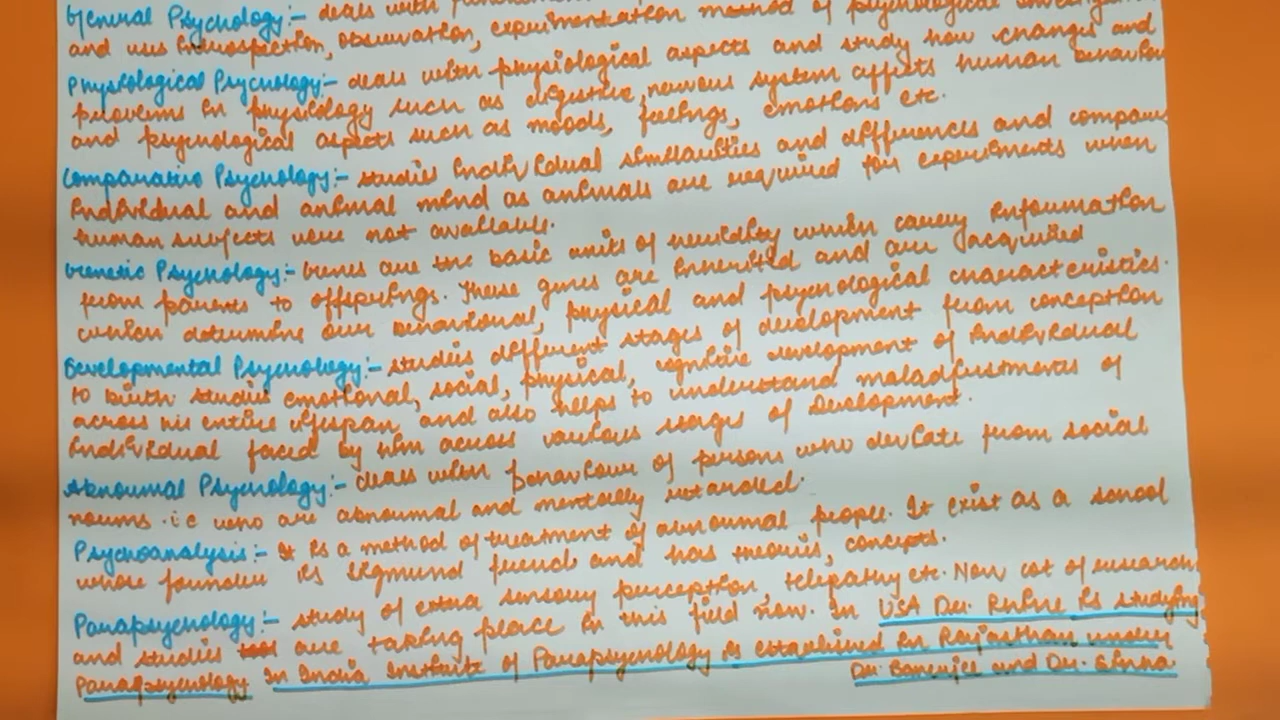 General Psychology:- deals with of psychological
and uses introspection, observation, experimentation method of
Physiological Psychology:- deals with physiological aspects and study how changes and
problems in physiology such as digestive, nervous system affects human behaviour
and psychological aspects such as moods, feelings, emotions etc.
Comparative Psychology:- studies individual similarities and differences and compares
individual and animal mind as animals are required for experiments when
human subjects were not available.
Genetic Psychology:- Genes are the basic units of heredity which carry information
from parents to offsprings. These genes are inherited and are acquired
which determine our behavioural, physical and psychological characteristics.
Developmental Psychology:- studies different stages of development from conception
to birth studies emotional, social, physical, cognitive development of individual
across his entire lifespan and also helps to understand maladjustments of
individual faced by him across various stages of development.
Abnormal Psychology:- deals with behaviour of persons who deviate from social
norms. i.e who are abnormal and mentally retarded.
Psychoanalysis:- It is a method of treatment of abnormal people. It exist as a school
whose founder is Sigmund freud and has theories, concepts.
Parapsychology:- study of extra sensory perception, telepathy etc. Now lot of research
and studies are taking place in this field now. In USA Dr. Rhine is studying
Parapsychology In India Institute of Parapsychology is established in Rajasthan under
Dr. Banerjee and Dr. Sinha